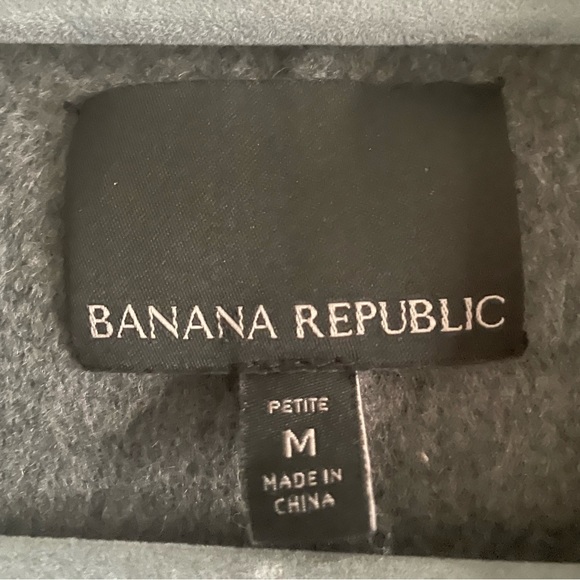 BANANA REPUBLIC
PETITE
M
MADE IN
CHINA